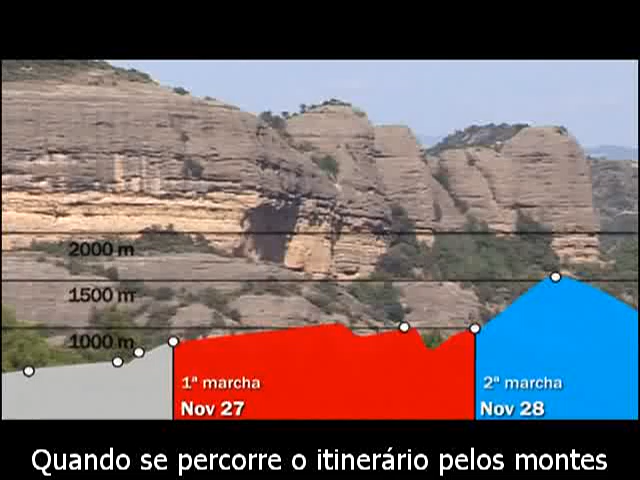 2000 m
1500 m
1000 m
1ª marcha
Nov 27
2ª marcha
Nov 28
Quando se percorre o itinerário pelos montes